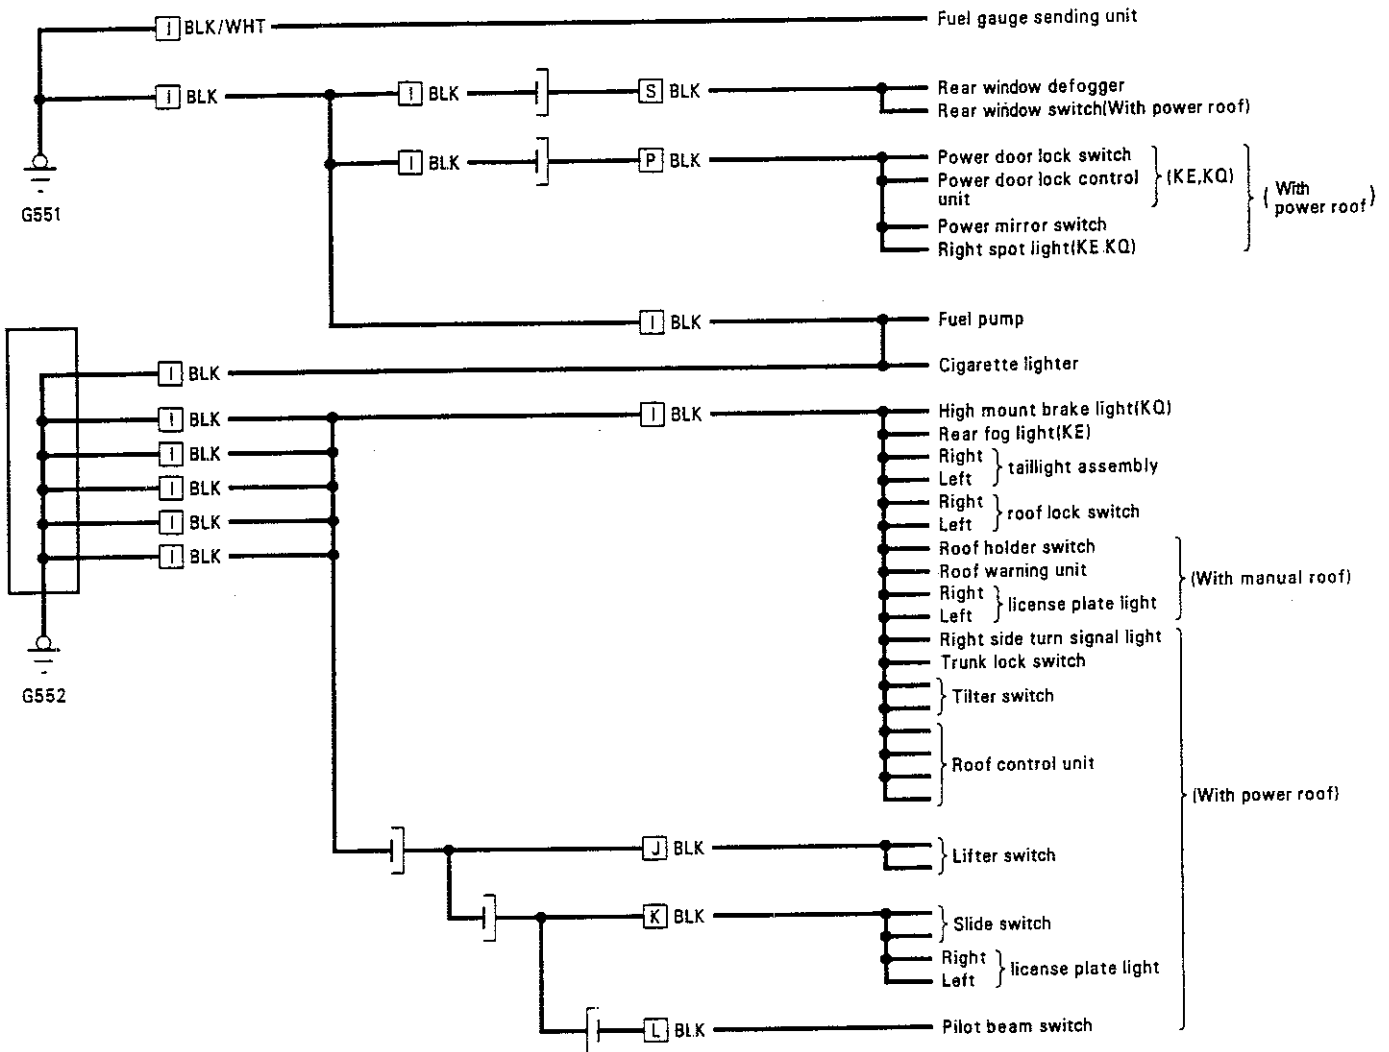 I BLK/WHT Fuel gauge sending unit
I BLK I BLK S BLK Rear window defogger
Rear window switch(With power roof)
I BLK P BLK Power door lock switch
Power door lock control
unit
(KE,KQ)
Power mirror switch
Right spot light(KE.KQ)
(With
power roof)
G551
I BLK Fuel pump
I BLK Cigarette lighter
I BLK I BLK High mount brake light(KQ)
Rear fog light(KE)
I BLK Right
Left
taillight assembly
I BLK Right
Left
roof lock switch
I BLK Roof holder switch
I BLK Roof warning unit
Right
Left
license plate light
(With manual roof)
Right side turn signal light
Trunk lock switch
G552
Tilter switch
Roof control unit
(With power roof)
J BLK Lifter switch
K BLK Slide switch
Right
Left
license plate light
L BLK Pilot beam switch